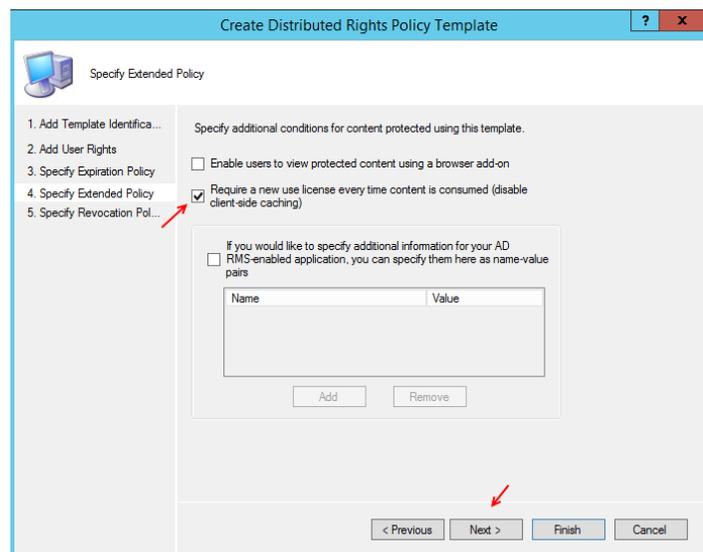 Create Distributed Rights Policy Template
? x
Specify Extended Policy
1. Add Template Identifica...
2. Add User Rights
3. Specify Expiration Policy
4. Specify Extended Policy
5. Specify Revocation Pol...
Specify additional conditions for content protected using this template.
Enable users to view protected content using a browser add-on
Require a new use license every time content is consumed (disable
client-side caching)
If you would like to specify additional information for your AD
RMS-enabled application, you can specify them here as name-value
pairs
Name Value
Add Remove
< Previous Next > Finish Cancel